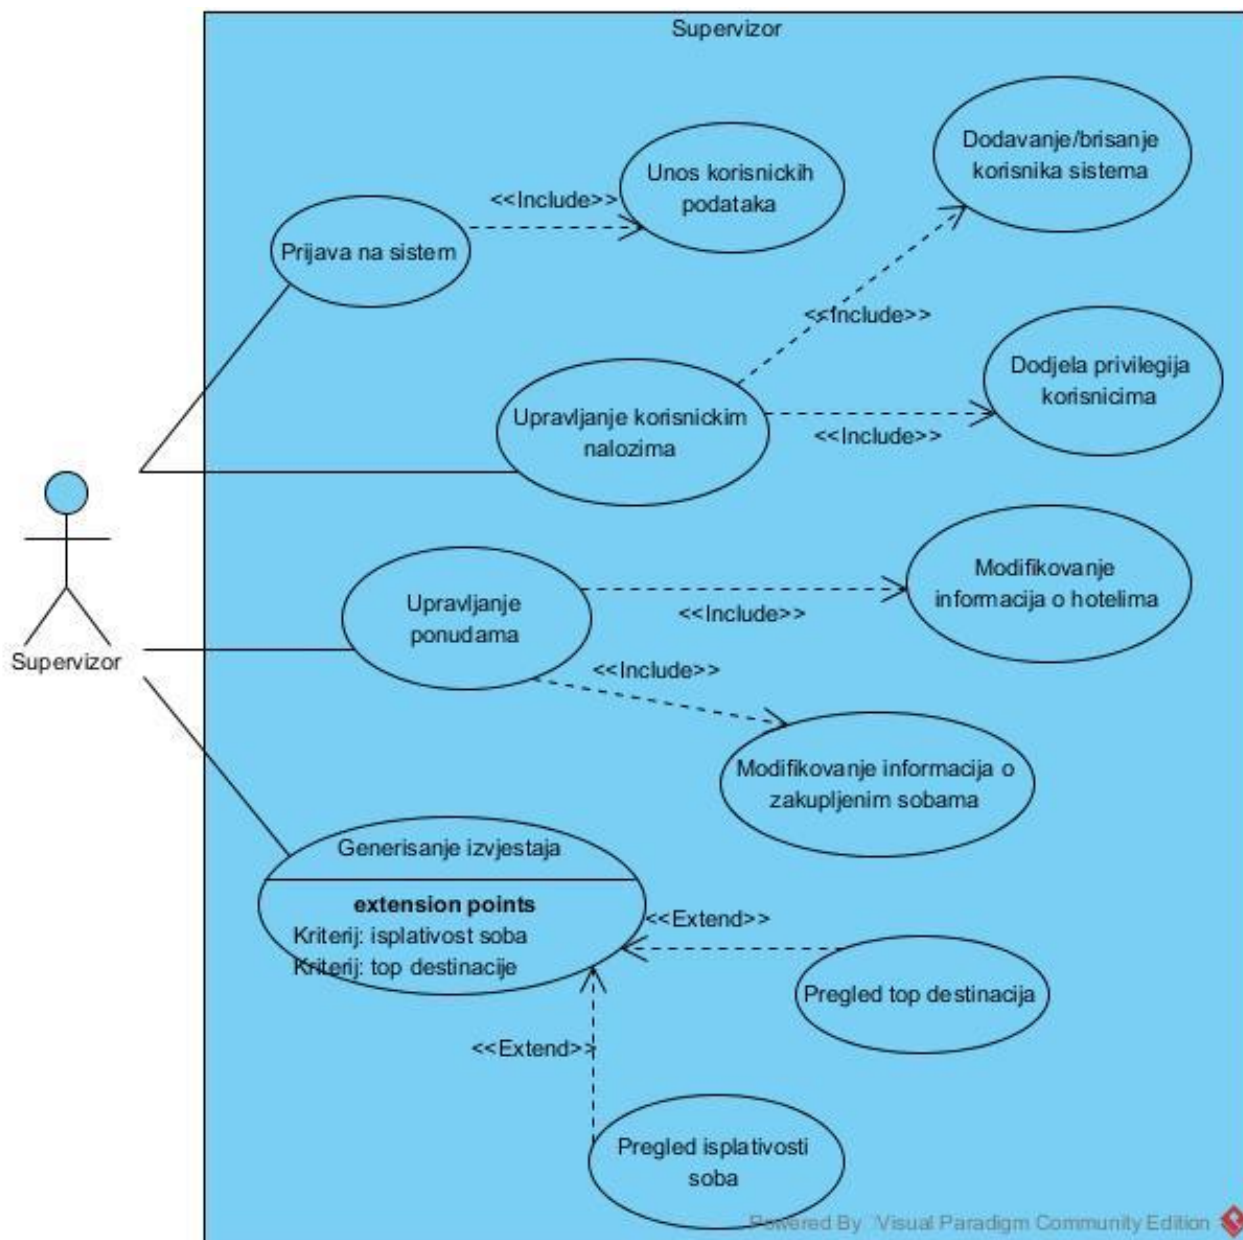 Supervizor
Unos korisnickih
podataka
Dodavanje/brisanje
korisnika sistema
<<Include>>
Prijava na sistem
<<Include>>
Dodjela privilegija
korisnicima
Upravljanje korisnickim
nalozima
<<Include>>
Modifikovanje
informacija o hotelima
Upravljanje
ponudama
<<Include>>
Supervizor
<<Include>>
Modifikovanje informacija o
zakupljenim sobama
Generisanje izvjestaja
extension points
Kriterij: isplativost soba
Kriterij: top destinacije
<<Extend>>
Pregled top destinacija
<<Extend>>
Pregled isplativosti
soba
Powered By Visual Paradigm Community Edition